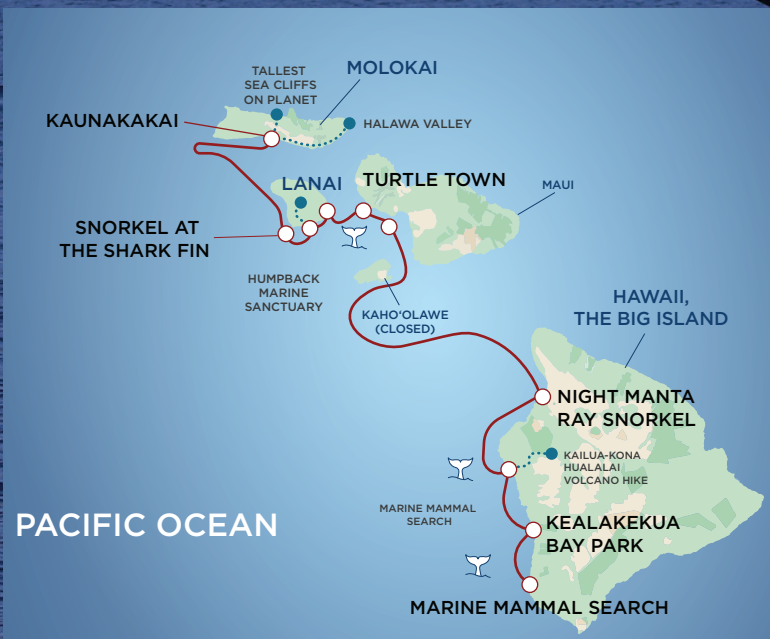 TALLEST
SEA CLIFFS
ON PLANET
MOLOKAI
KAUNAKAKAI
HALAWA VALLEY
LANAI
TURTLE TOWN
MAUI
SNORKEL AT
THE SHARK FIN
HUMPBACK
MARINE
SANCTUARY
KAHO‘OLAWE
(CLOSED)
HAWAII,
THE BIG ISLAND
NIGHT MANTA
RAY SNORKEL
KAILUA-KONA
HUALALAI
VOLCANO HIKE
MARINE MAMMAL
SEARCH
PACIFIC OCEAN
KEALAKEKUA
BAY PARK
MARINE MAMMAL SEARCH